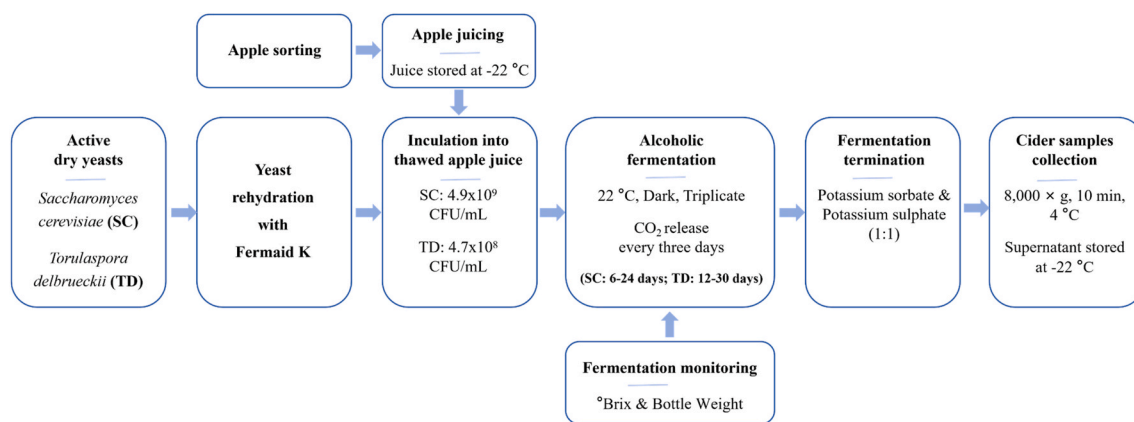 Apple sorting
Apple juicing
Juice stored at -22 °C
Active
dry yeasts
Saccharomyces
cerevisiae (SC)
Torulaspora
delbrueckii (TD)
Yeast
rehydration
with
Fermaid K
Inculation into
thawed apple juice
SC: 4.9x10⁹
CFU/mL
TD: 4.7x10⁸
CFU/mL
Alcoholic
fermentation
22 °C, Dark, Triplicate
CO₂ release
every three days
(SC: 6-24 days; TD: 12-30 days)
Fermentation
termination
Potassium sorbate &
Potassium sulphate
(1:1)
Cider samples
collection
8,000 × g, 10 min,
4 °C
Supernatant stored
at -22 °C
Fermentation monitoring
°Brix & Bottle Weight